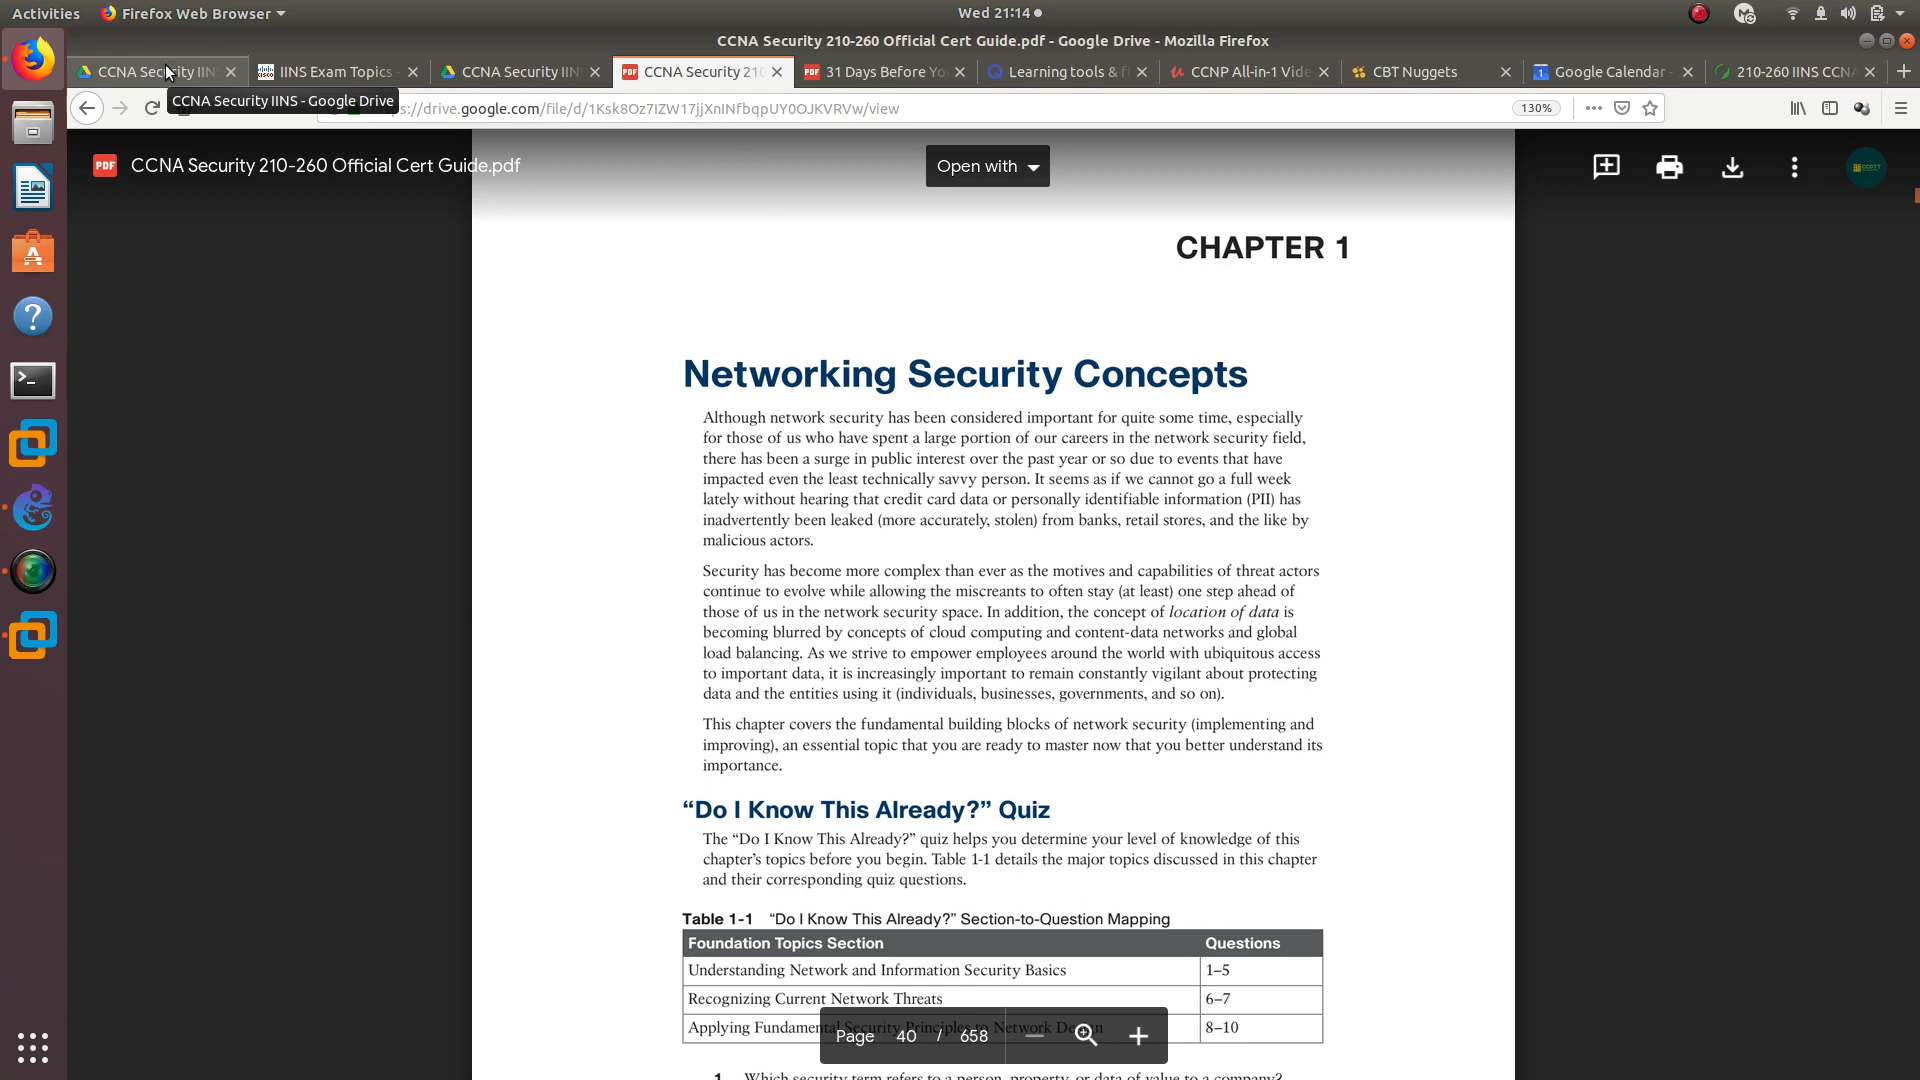 Activities
Firefox Web Browser
Wed 21:14
CCNA Security 210-260 Official Cert Guide.pdf - Google Drive - Mozilla Firefox
CCNA Security IINS
IINS Exam Topics -
CCNA Security IIN
CCNA Security 210
31 Days Before Yo
Learning tools & fl
CCNP All-in-1 Vide
CBT Nuggets
Google Calendar -
210-260 IINS CCNA
CCNA Security IINS - Google Drive
://drive.google.com/file/d/1Ksk8Oz7IZW17jjXnINfbqpUY0OJKVRVw/view
130%
PDF
CCNA Security 210-260 Official Cert Guide.pdf
Open with
CHAPTER 1
Networking Security Concepts
Although network security has been considered important for quite some time, especially
for those of us who have spent a large portion of our careers in the network security field,
there has been a surge in public interest over the past year or so due to events that have
impacted even the least technically savvy person. It seems as if we cannot go a full week
lately without hearing that credit card data or personally identifiable information (PII) has
inadvertently been leaked (more accurately, stolen) from banks, retail stores, and the like by
malicious actors.
Security has become more complex than ever as the motives and capabilities of threat actors
continue to evolve while allowing the miscreants to often stay (at least) one step ahead of
those of us in the network security space. In addition, the concept of location of data is
becoming blurred by concepts of cloud computing and content-data networks and global
load balancing. As we strive to empower employees around the world with ubiquitous access
to important data, it is increasingly important to remain constantly vigilant about protecting
data and the entities using it (individuals, businesses, governments, and so on).
This chapter covers the fundamental building blocks of network security (implementing and
improving), an essential topic that you are ready to master now that you better understand its
importance.
“Do I Know This Already?” Quiz
The “Do I Know This Already?” quiz helps you determine your level of knowledge of this
chapter’s topics before you begin. Table 1-1 details the major topics discussed in this chapter
and their corresponding quiz questions.
Table 1-1 “Do I Know This Already?” Section-to-Question Mapping
Foundation Topics Section Questions
Understanding Network and Information Security Basics 1–5
Recognizing Current Network Threats 6–7
Applying Fundamental Security Principles to Network Design 8–10
Page 40 / 658
1 Which security term refers to a person, property, or data of value to a company?